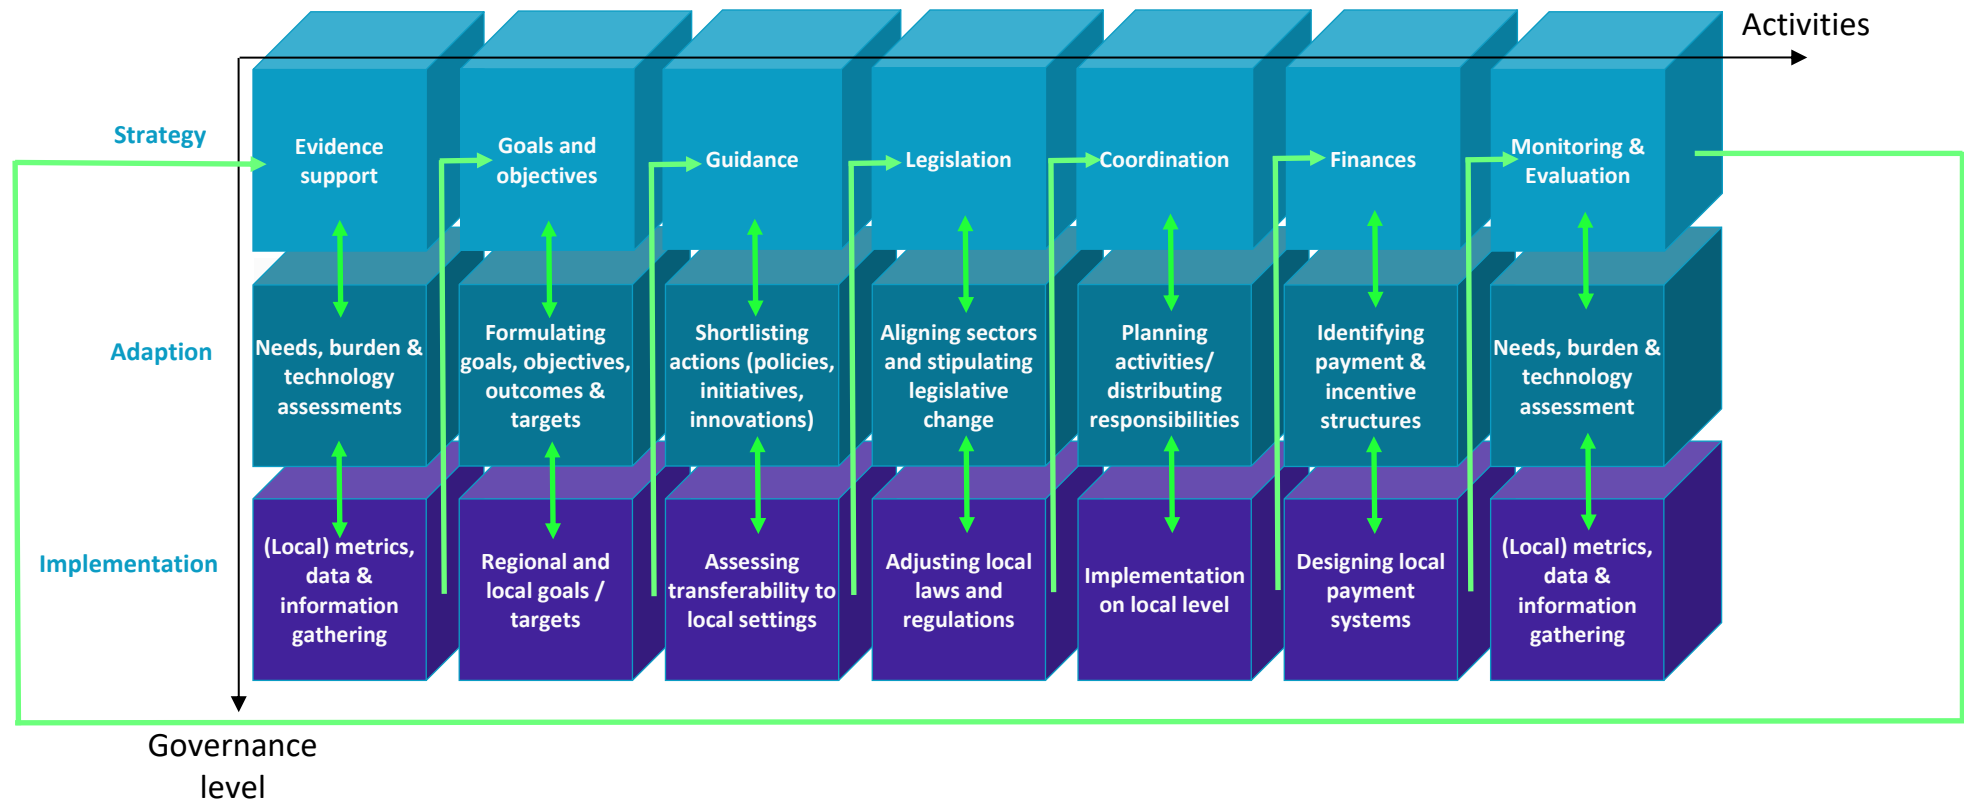 Activities
Strategy
Evidence
support
Goals and
objectives
Guidance
Legislation
Coordination
Finances
Monitoring &
Evaluation
Adaption
Needs, burden &
technology
assessments
Formulating
goals, objectives,
outcomes &
targets
Shortlisting
actions (policies,
initiatives,
innovations)
Aligning sectors
and stipulating
legislative
change
Planning
activities/
distributing
responsibilities
Identifying
payment &
incentive
structures
Needs, burden &
technology
assessment
Implementation
(Local) metrics,
data &
information
gathering
Regional and
local goals /
targets
Assessing
transferability to
local settings
Adjusting local
laws and
regulations
Implementation
on local level
Designing local
payment
systems
(Local) metrics,
data &
information
gathering
Governance
level